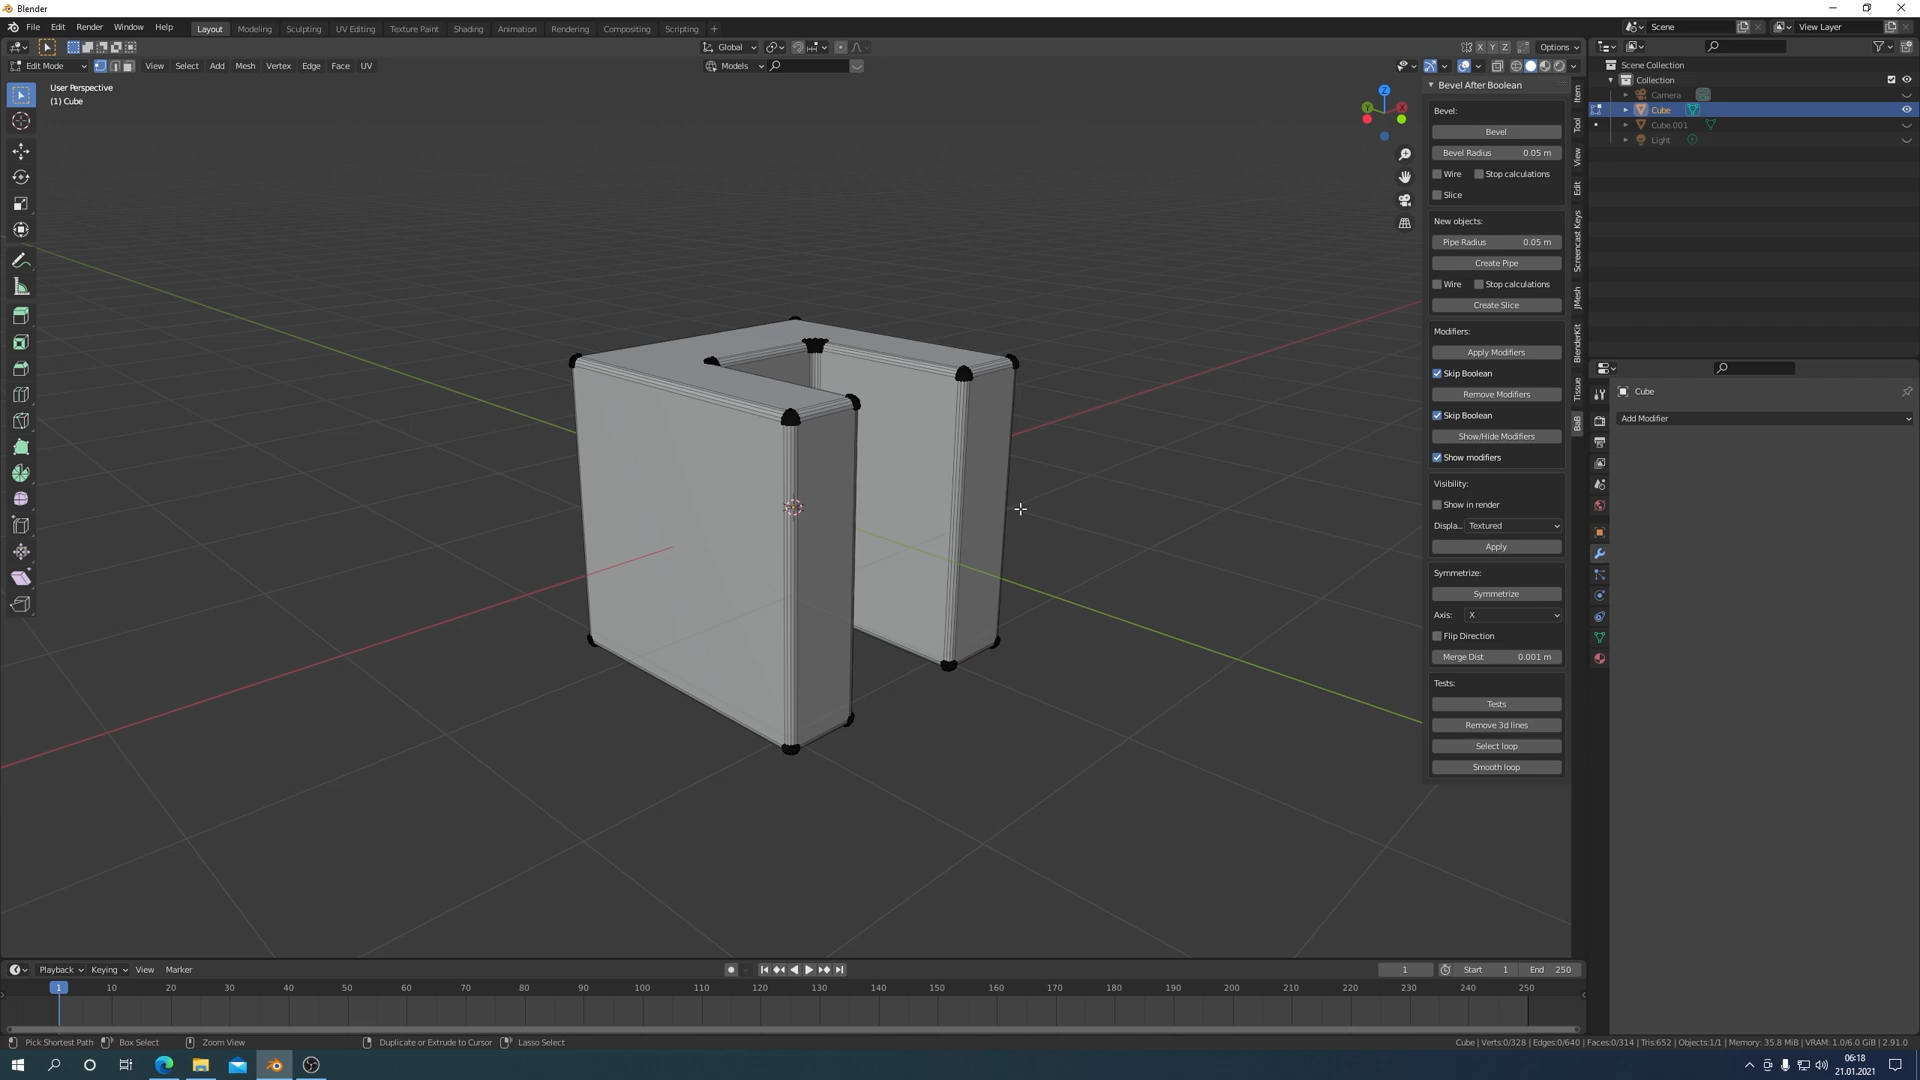 Blender
File Edit Render Window Help
Layout Modeling Sculpting UV Editing Texture Paint Shading Animation Rendering Compositing Scripting +
Scene
View Layer
Global
X Y Z
Options
Edit Mode
View Select Add Mesh Vertex Edge Face UV
Models
User Perspective
(1) Cube
Z
Y
X
Bevel After Boolean
Bevel:
Bevel
Bevel Radius 0.05 m
Wire Stop calculations
Slice
New objects:
Pipe Radius 0.05 m
Create Pipe
Wire Stop calculations
Create Slice
Modifiers:
Apply Modifiers
Skip Boolean
Remove Modifiers
Skip Boolean
Show/Hide Modifiers
Show modifiers
Visibility:
Show in render
Displa... Textured
Apply
Symmetrize:
Symmetrize
Axis: X
Flip Direction
Merge Dist 0.001 m
Tests:
Tests
Remove 3d lines
Select loop
Smooth loop
Item
Tool
View
Edit
Screencast Keys
JMesh
BlenderKit
Tissue
BaB
Scene Collection
Collection
Camera
Cube
Cube.001
Light
Cube
Add Modifier
Playback Keying View Marker
1
Start 1
End 250
1 10 20 30 40 50 60 70 80 90 100 110 120 130 140 150 160 170 180 190 200 210 220 230 240 250
Pick Shortest Path Box Select Zoom View Duplicate or Extrude to Cursor Lasso Select
Cube | Verts:0/328 | Edges:0/640 | Faces:0/314 | Tris:652 | Objects:1/1 | Memory: 35.8 MiB | VRAM: 1.0/6.0 GiB | 2.91.0
06:18
21.01.2021